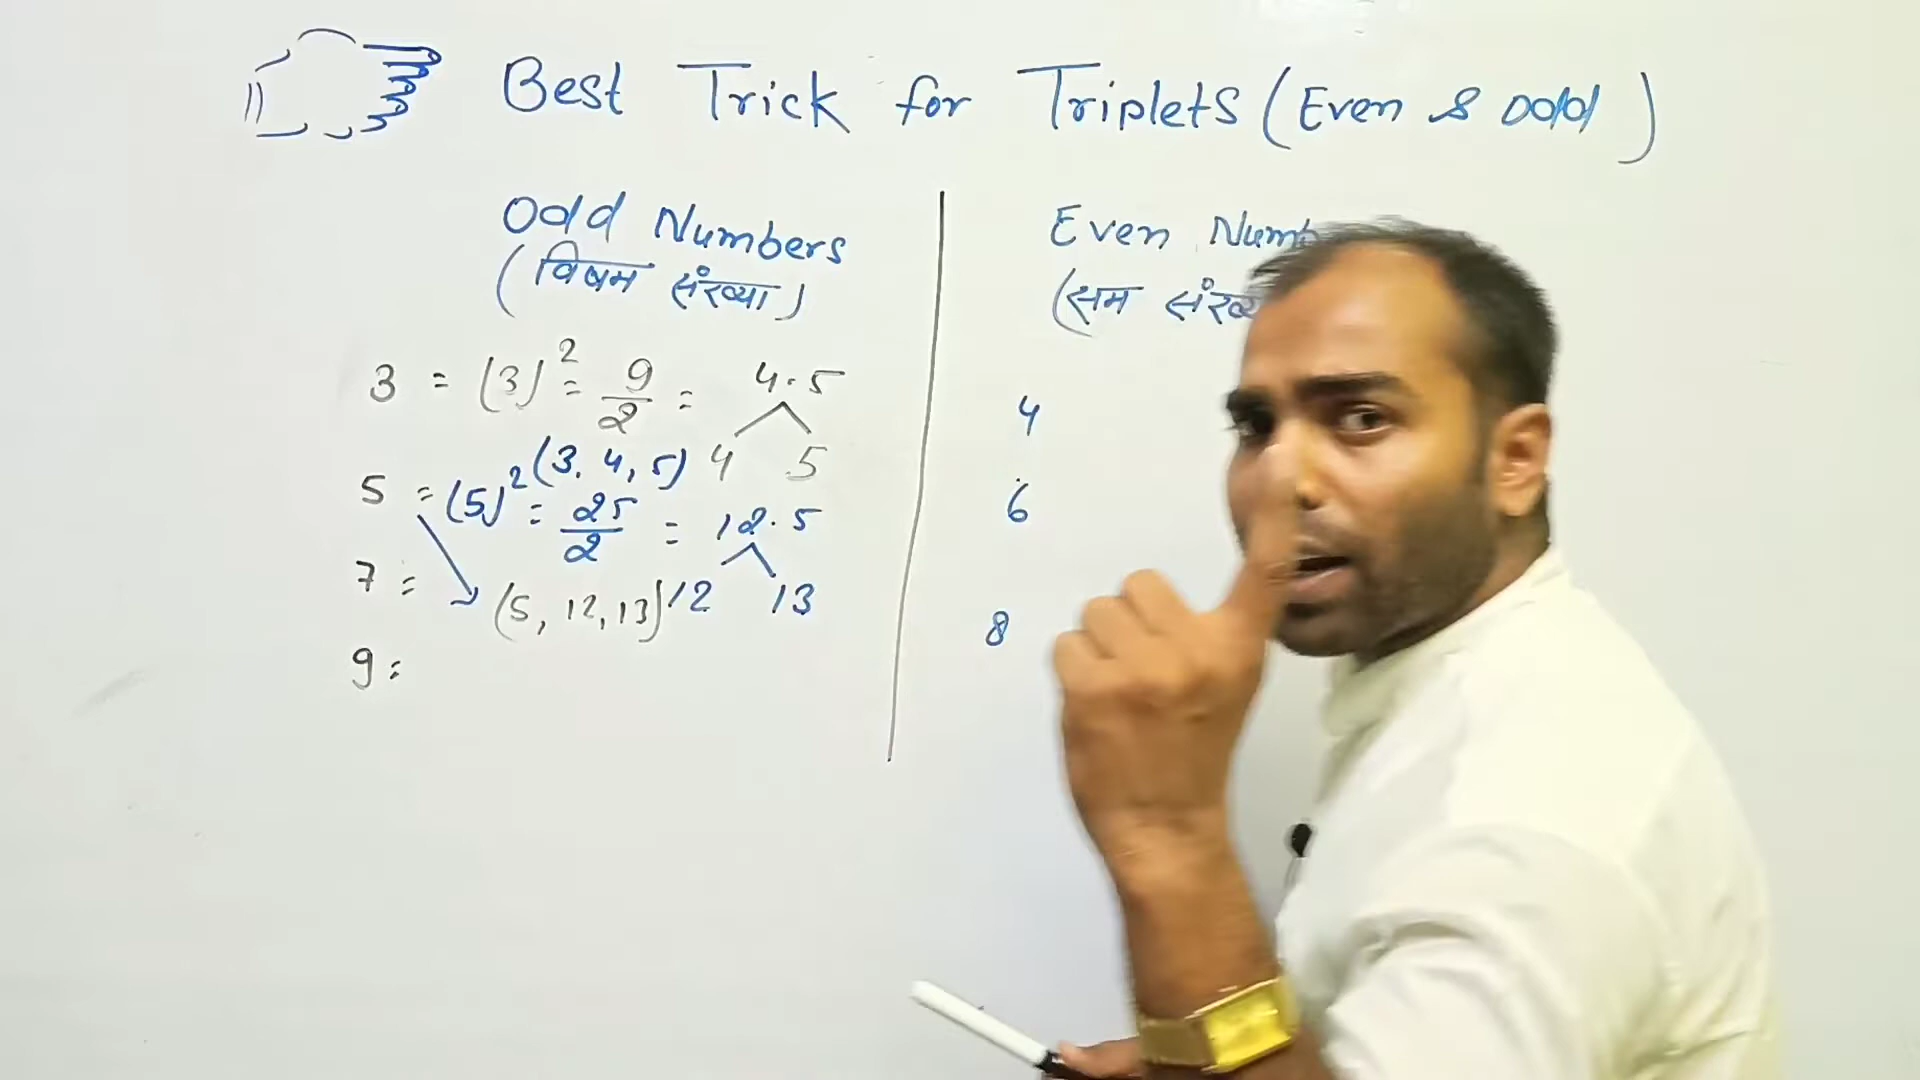 Best Trick for Triplets (Even & Odd)
Odd Numbers
(विषम संख्या)
3 = (3)² = 9/2 = 4.5
4 5
(3, 4, 5)
5 = (5)² = 25/2 = 12.5
12 13
(5, 12, 13)
7 =
9 =
Even
(सम
4
6
8